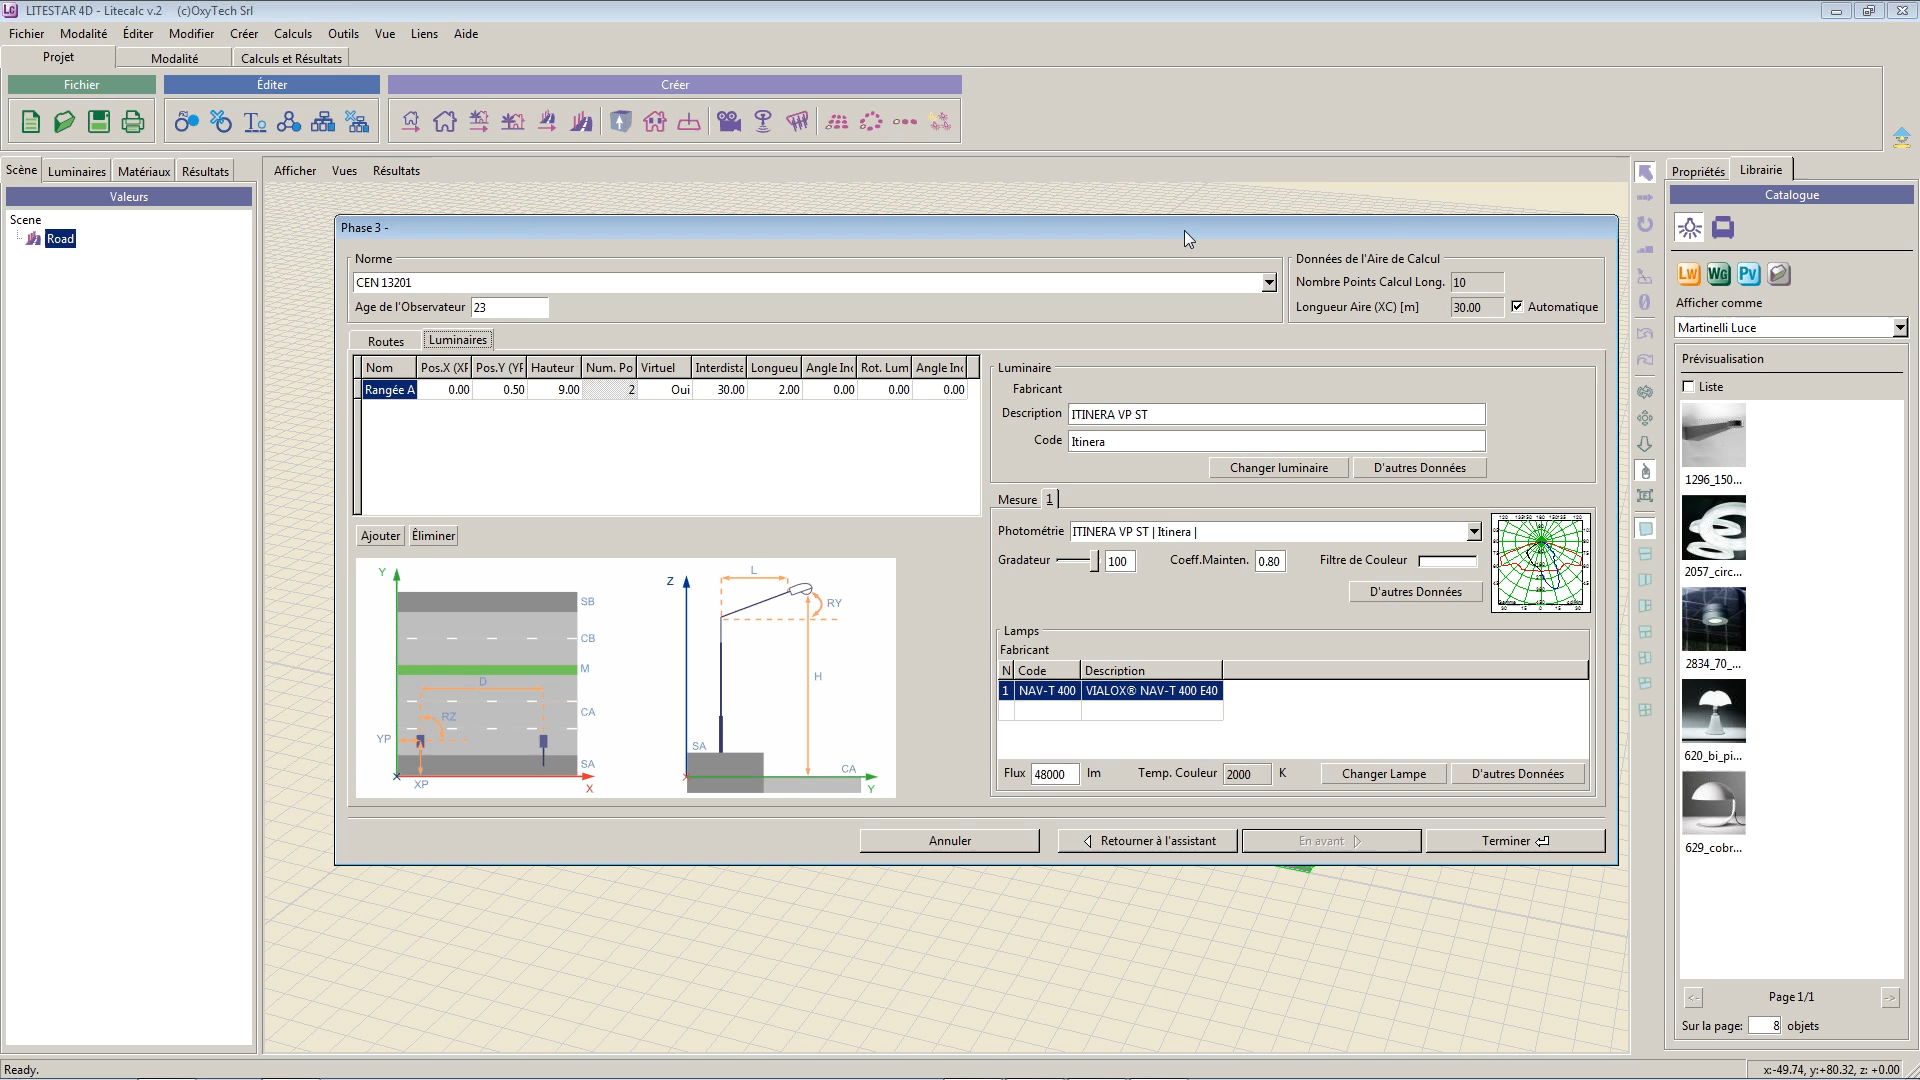 LITESTAR 4D - Litecalc v.2    (c)OxyTech Srl
Fichier Modalité Éditer Modifier Créer Calculs Outils Vue Liens Aide
Projet Modalité Calculs et Résultats
Fichier Éditer Créer
Scène Luminaires Matériaux Résultats
Valeurs
Scene
Road
Afficher Vues Résultats
Phase 3 -
Norme
CEN 13201
Age de l'Observateur 23
Données de l'Aire de Calcul
Nombre Points Calcul Long. 10
Longueur Aire (XC) [m] 30.00 Automatique
Routes Luminaires
Nom Pos.X (XF Pos.Y (YF Hauteur Num. Po Virtuel Interdista Longueu Angle Inc Rot. Lum Angle Inc
Rangée A 0.00 0.50 9.00 2 Oui 30.00 2.00 0.00 0.00 0.00
Ajouter Êliminer
Y SB CB M D RZ CA YP SA XP X
Z L RY H SA CA Y
Luminaire
Fabricant
Description ITINERA VP ST
Code Itinera
Changer luminaire D'autres Données
Mesure 1
Photométrie ITINERA VP ST | Itinera |
Gradateur 100 Coeff.Mainten. 0.80 Filtre de Couleur
D'autres Données
Lamps
Fabricant
N Code Description
1 NAV-T 400 VIALOX® NAV-T 400 E40
Flux 48000 lm Temp. Couleur 2000 K Changer Lampe D'autres Données
Annuler Retourner à l'assistant En avant Terminer
Propriétés Librairie
Catalogue
Lw Wg Pv
Afficher comme
Martinelli Luce
Prévisualisation
Liste
1296_150...
2057_circ...
2834_70_...
620_bi_pi...
629_cobr...
<- Page 1/1 ->
Sur la page: 8 objets
Ready.
x:-49.74, y:+80.32, z: +0.00